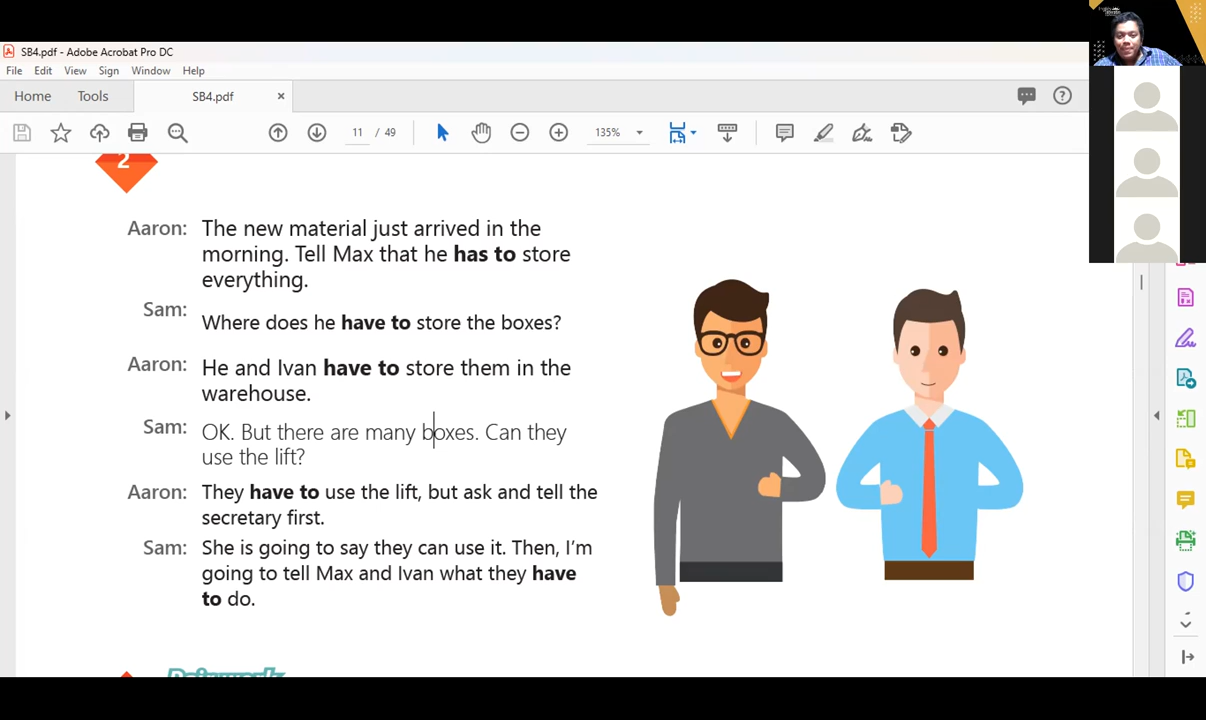 SB4.pdf - Adobe Acrobat Pro DC
File Edit View Sign Window Help
Home Tools SB4.pdf ×
11 / 49 135%
2
Aaron: The new material just arrived in the
morning. Tell Max that he has to store
everything.
Sam: Where does he have to store the boxes?
Aaron: He and Ivan have to store them in the
warehouse.
Sam: OK. But there are many boxes. Can they
use the lift?
Aaron: They have to use the lift, but ask and tell the
secretary first.
Sam: She is going to say they can use it. Then, I'm
going to tell Max and Ivan what they have
to do.